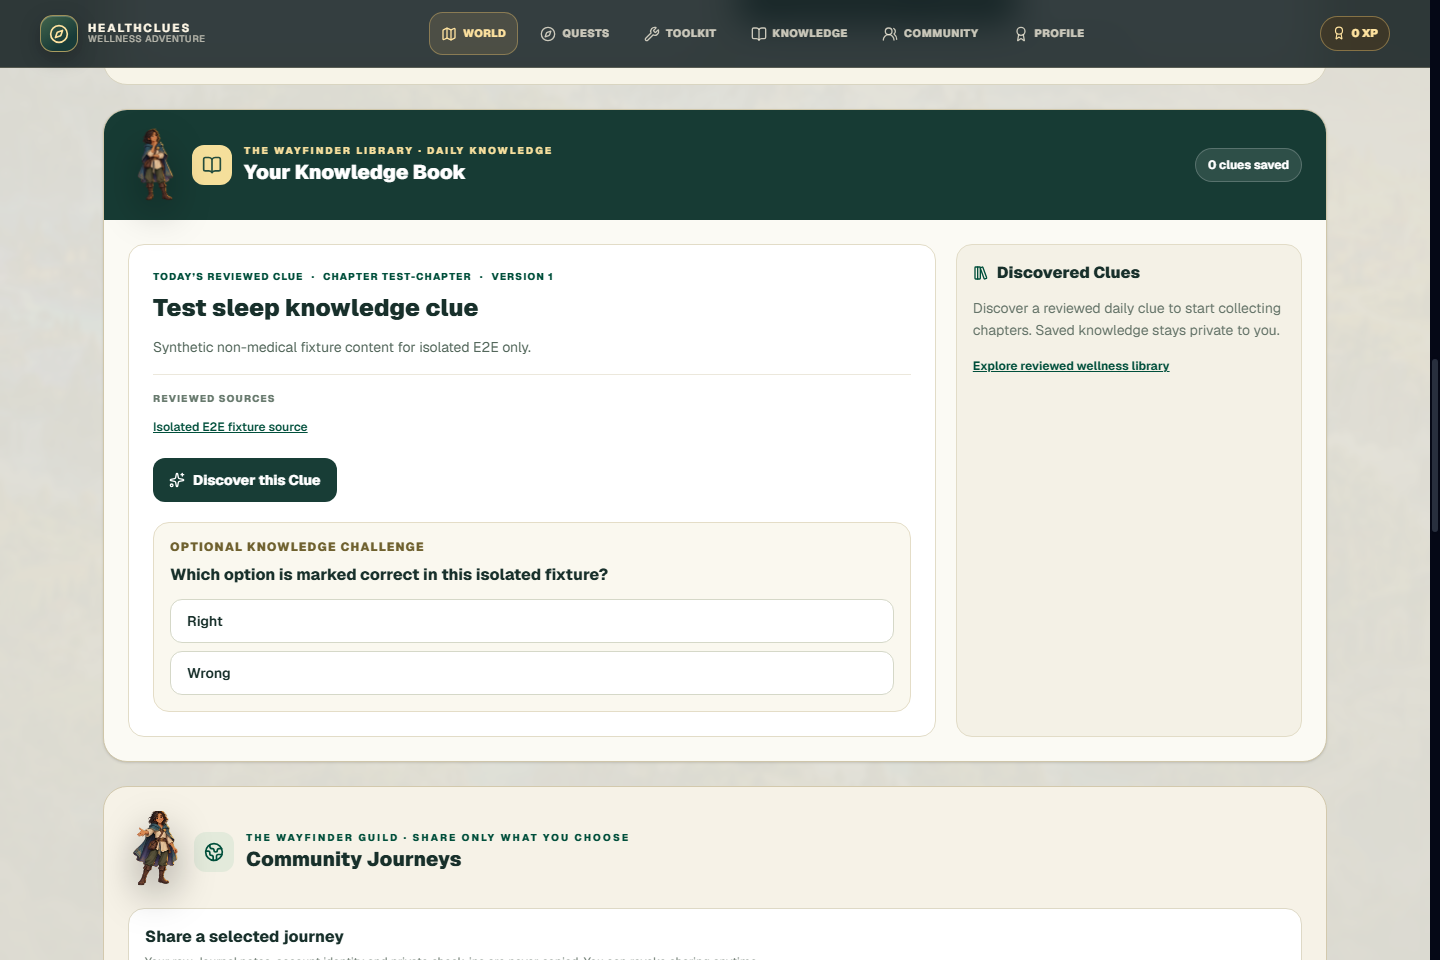 HEALTHCLUES
WELLNESS ADVENTURE
WORLD
QUESTS
TOOLKIT
KNOWLEDGE
COMMUNITY
PROFILE
0 XP
THE WAYFINDER LIBRARY · DAILY KNOWLEDGE
Your Knowledge Book
0 clues saved
TODAY'S REVIEWED CLUE · CHAPTER TEST-CHAPTER · VERSION 1
Test sleep knowledge clue
Synthetic non-medical fixture content for isolated E2E only.
REVIEWED SOURCES
Isolated E2E fixture source
Discover this Clue
OPTIONAL KNOWLEDGE CHALLENGE
Which option is marked correct in this isolated fixture?
Right
Wrong
Discovered Clues
Discover a reviewed daily clue to start collecting
chapters. Saved knowledge stays private to you.
Explore reviewed wellness library
THE WAYFINDER GUILD · SHARE ONLY WHAT YOU CHOOSE
Community Journeys
Share a selected journey